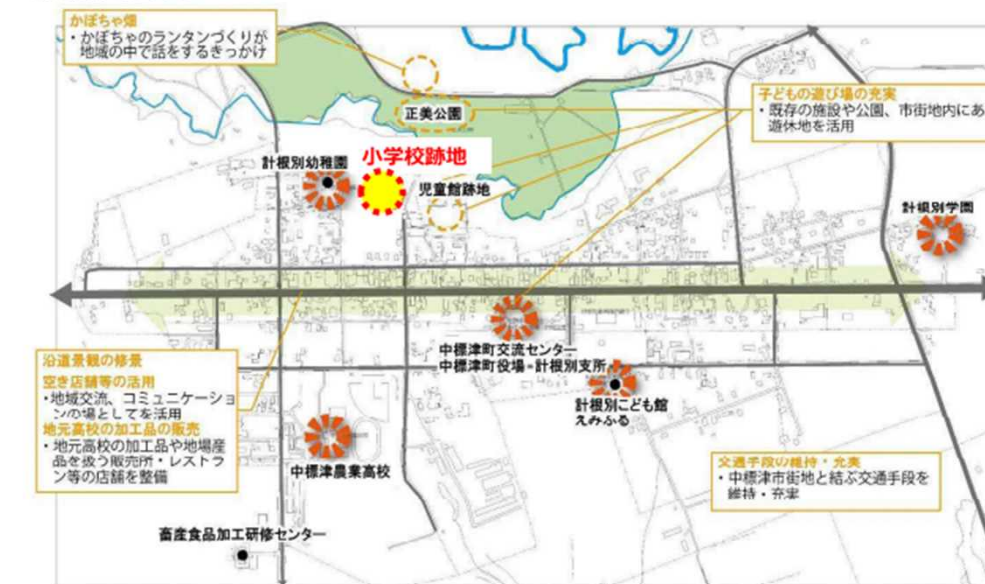 かぼちゃ畑
・かぼちゃのランタンづくりが
地域の中で話をするきっかけ
正美公園
子どもの遊び場の充実
・既存の施設や公園、市街地内にあ
遊休地を活用
小学校跡地
計根別幼稚園
児童館跡地
計根別学園
中標津町交流センター
中標津町役場・計根別支所
計根別こども館
えみふる
沿道景観の修景
空き店舗等の活用
・地域交流、コミュニケーショ
ンの場としてを活用
地元高校の加工品の販売
・地元高校の加工品や地場産
品を扱う販売所・レストラ
ン等の店舗を整備
中標津農業高校
交通手段の維持・充実
・中標津市街地と結ぶ交通手段を
維持・充実
畜産食品加工研修センター